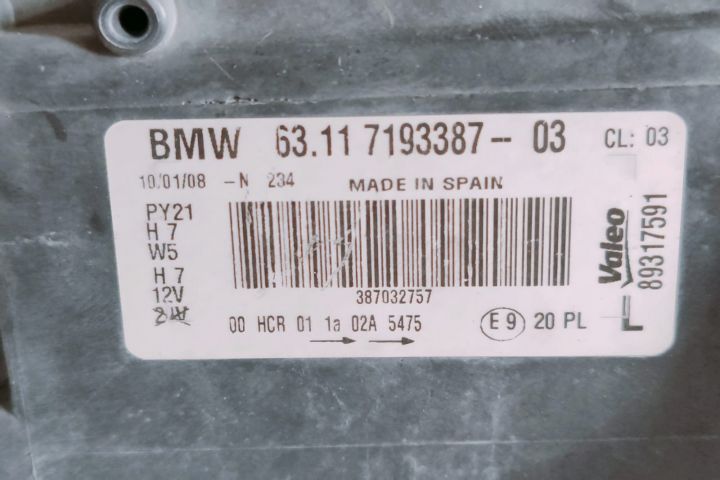 BMW 63.11 7193387-- 03 CL: 03
10/01/08 -N 234 MADE IN SPAIN
PY21
H 7
W5
H 7
12V
387032757
00 HCR 01 1a 02A 5475 E 9 20 PL
Valeo
89317591
L